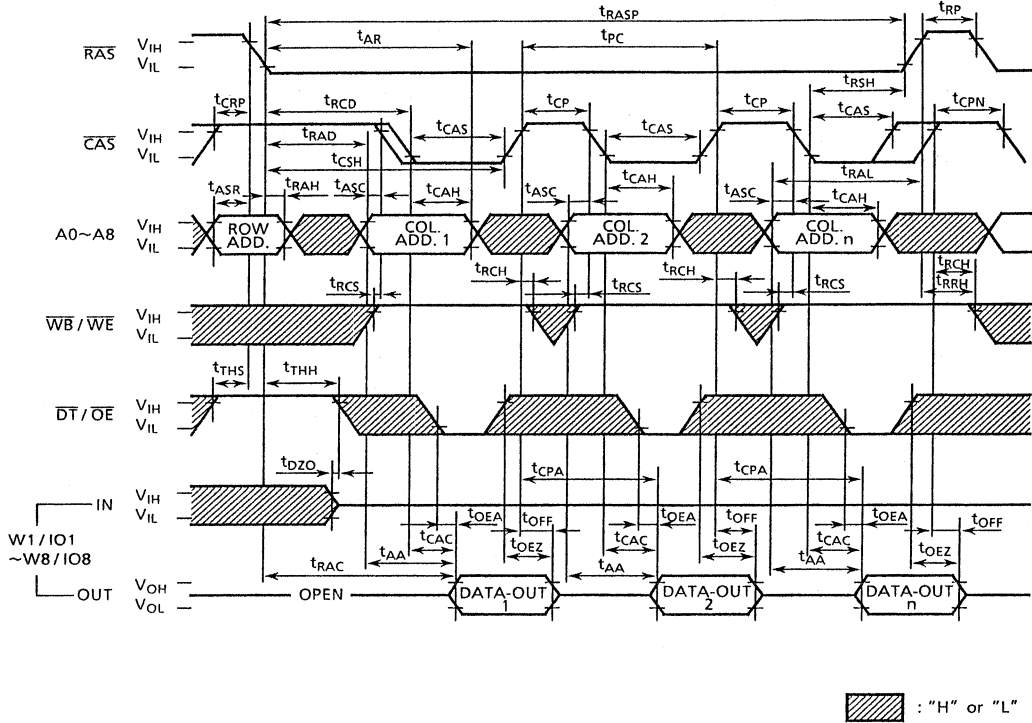 tRASP
tRP
tAR
tPC
RAS
VIH
VIL
tRSH
tCRP
tRCD
tCP
tCP
tCAS
tCPN
CAS
VIH
VIL
tRAD
tCAS
tCAS
tCSH
tRAL
tASR
tRAH
tASC
tCAH
tASC
tCAH
tASC
tCAH
A0~A8
VIH
VIL
ROW
ADD.
COL.
ADD. 1
COL.
ADD. 2
COL.
ADD. n
tRCH
tRCH
tRCH
tRCS
tRCS
tRCS
tRRH
WB / WE
VIH
VIL
tTHS
tTHH
DT / OE
VIH
VIL
tDZO
tCPA
tCPA
IN
VIH
VIL
W1/IO1
~W8/IO8
tOEA
tOFF
tOEA
tOFF
tOEA
tOFF
tCAC
tOEZ
tCAC
tOEZ
tCAC
tOEZ
tAA
tAA
tAA
tRAC
OUT
VOH
VOL
OPEN
DATA-OUT
1
DATA-OUT
2
DATA-OUT
n
: "H" or "L"